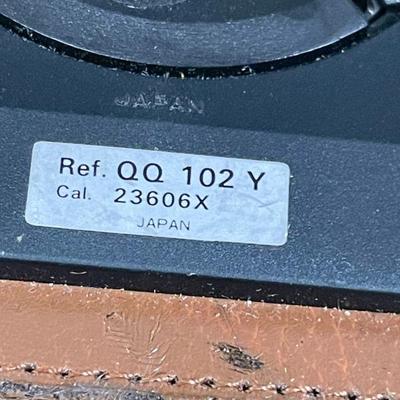 JAPAN
Ref. QQ 102 Y
Cal. 23606X
JAPAN